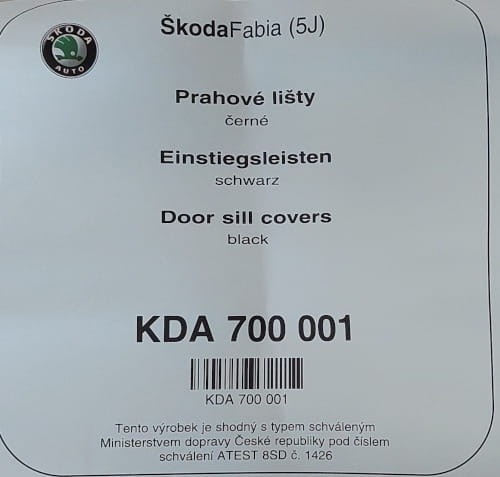 ŠKODA
AUTO
ŠkodaFabia (5J)
Prahové lišty
černé
Einstiegsleisten
schwarz
Door sill covers
black
KDA 700 001
KDA 700 001
Tento výrobek je shodný s typem schváleným
Ministerstvem dopravy České republiky pod číslem
schválení ATEST 8SD č. 1426